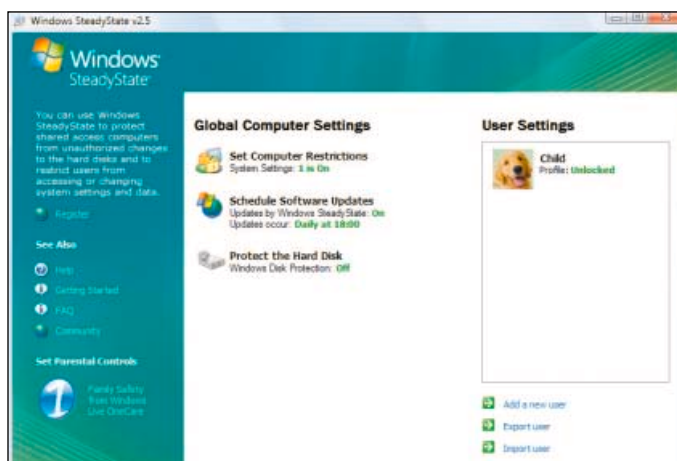 Windows SteadyState v2.5
Windows
SteadyState
You can use Windows
SteadyState to protect
shared access computers
from unauthorized changes
to the hard disks and to
restrict users from
accessing or changing
system settings and data.
Register
See Also
Help
Getting Started
FAQ
Community
Set Parental Controls
Family Safety
from Windows
Live OneCare
Global Computer Settings
Set Computer Restrictions
System Settings: 1 is On
Schedule Software Updates
Updates by Windows SteadyState: On
Updates occur: Daily at 18:00
Protect the Hard Disk
Windows Disk Protection: Off
User Settings
Child
Profile: Unlocked
Add a new user
Export user
Import user